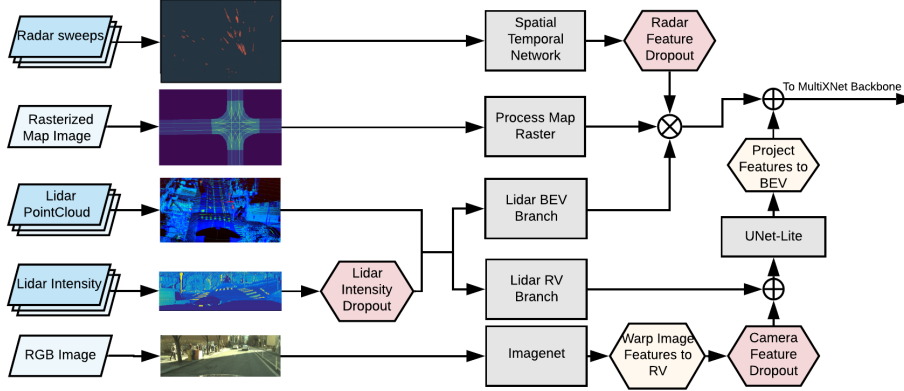 Radar sweeps
Spatial
Temporal
Network
Radar
Feature
Dropout
To MultiXNet Backbone
Rasterized
Map Image
Process Map
Raster
Project
Features to
BEV
Lidar
PointCloud
Lidar BEV
Branch
UNet-Lite
Lidar Intensity
Lidar
Intensity
Dropout
Lidar RV
Branch
RGB Image
Imagenet
Warp Image
Features to
RV
Camera
Feature
Dropout